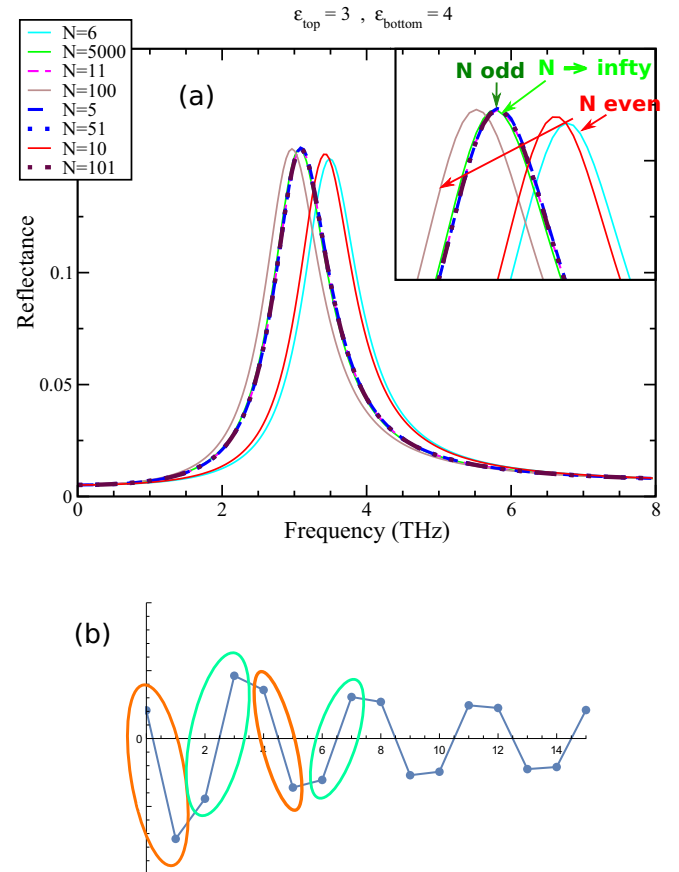 ε_top = 3 , ε_bottom = 4
N=6
N=5000
N=11
N=100
N=5
N=51
N=10
N=101
(a)
N odd
N → infty
N even
0.1
0.05
0
Reflectance
0 2 4 6 8
Frequency (THz)
(b)
0
2 4 6 8 10 12 14